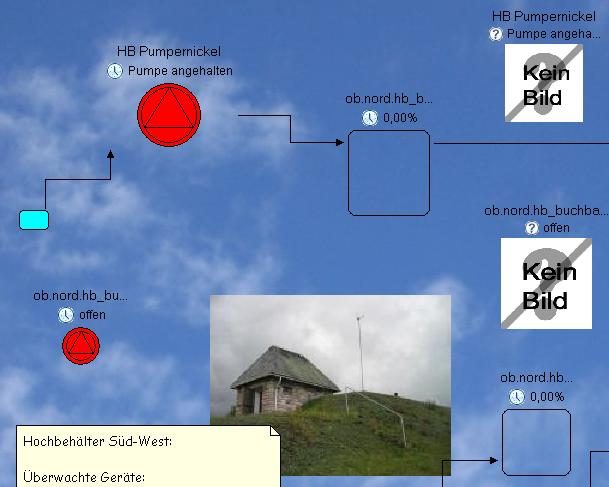 HB Pumpernickel
Pumpe angeha...
Kein
Bild
HB Pumpernickel
Pumpe angehalten
ob.nord.hb_b...
0,00%
ob.nord.hb_buchba...
offen
Kein
Bild
ob.nord.hb_bu...
offen
ob.nord.hb...
0,00%
Hochbehälter Süd-West:
Überwachte Geräte: